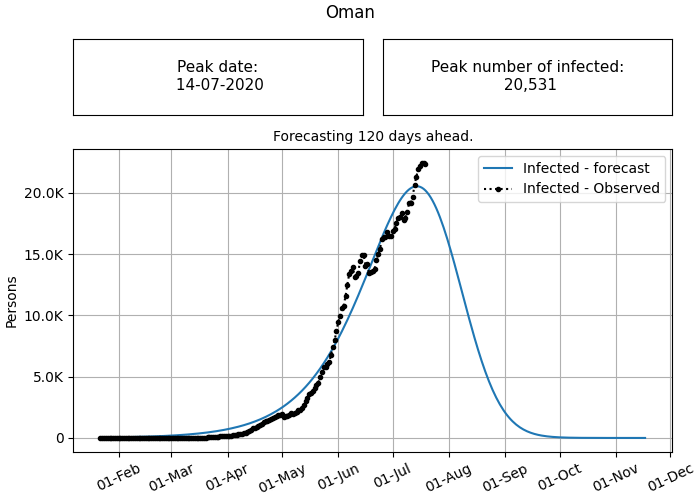 Oman
Peak date:
14-07-2020
Peak number of infected:
20,531
Forecasting 120 days ahead.
Infected - forecast
Infected - Observed
Persons
20.0K
15.0K
10.0K
5.0K
0
01-Feb
01-Mar
01-Apr
01-May
01-Jun
01-Jul
01-Aug
01-Sep
01-Oct
01-Nov
01-Dec